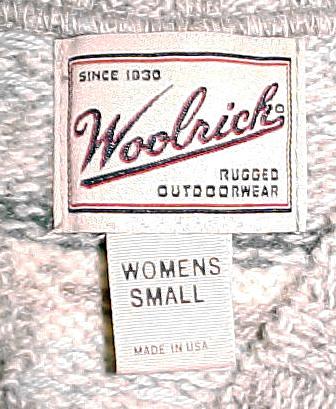 SINCE 1830
Woolrich®
RUGGED
OUTDOORWEAR
WOMENS
SMALL
MADE IN USA